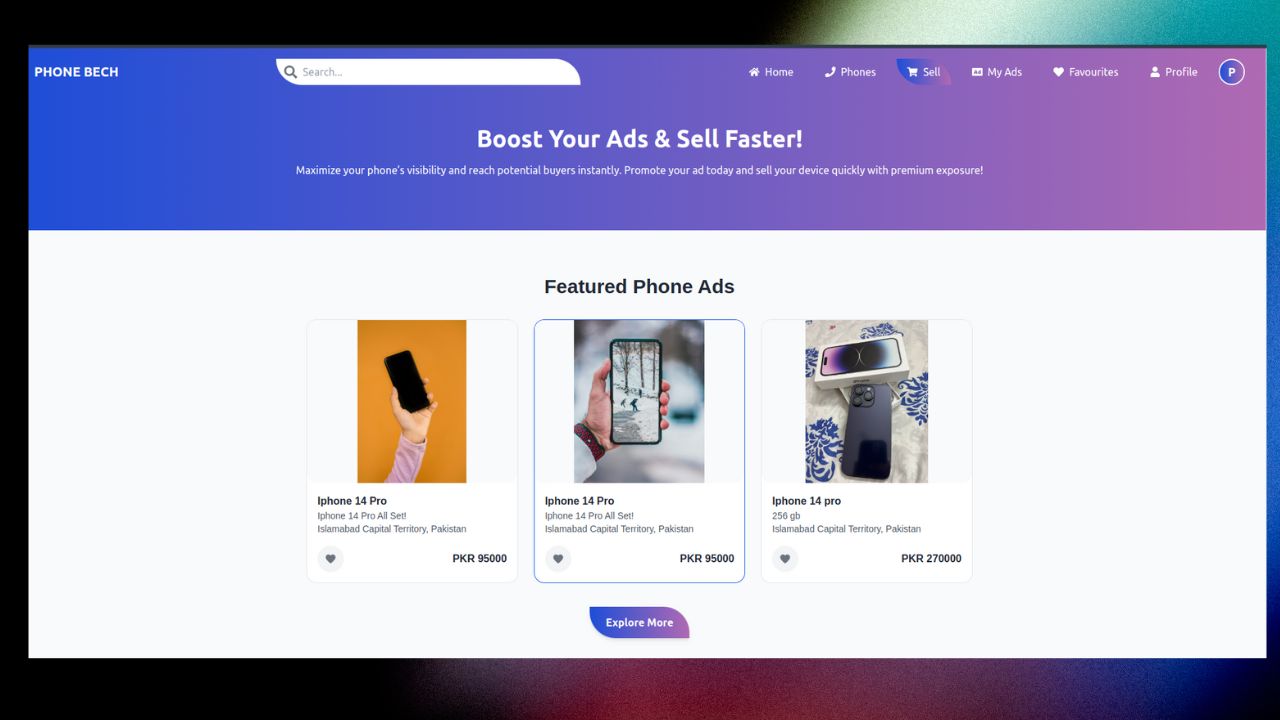 PHONE BECH
Search...
Home
Phones
Sell
Ad
My Ads
Favourites
Profile
P
Boost Your Ads & Sell Faster!
Maximize your phone’s visibility and reach potential buyers instantly. Promote your ad today and sell your device quickly with premium exposure!
Featured Phone Ads
Iphone 14 Pro
Iphone 14 Pro All Set!
Islamabad Capital Territory, Pakistan
PKR 95000
Iphone 14 Pro
Iphone 14 Pro All Set!
Islamabad Capital Territory, Pakistan
PKR 95000
Iphone 14 pro
256 gb
Islamabad Capital Territory, Pakistan
PKR 270000
Explore More